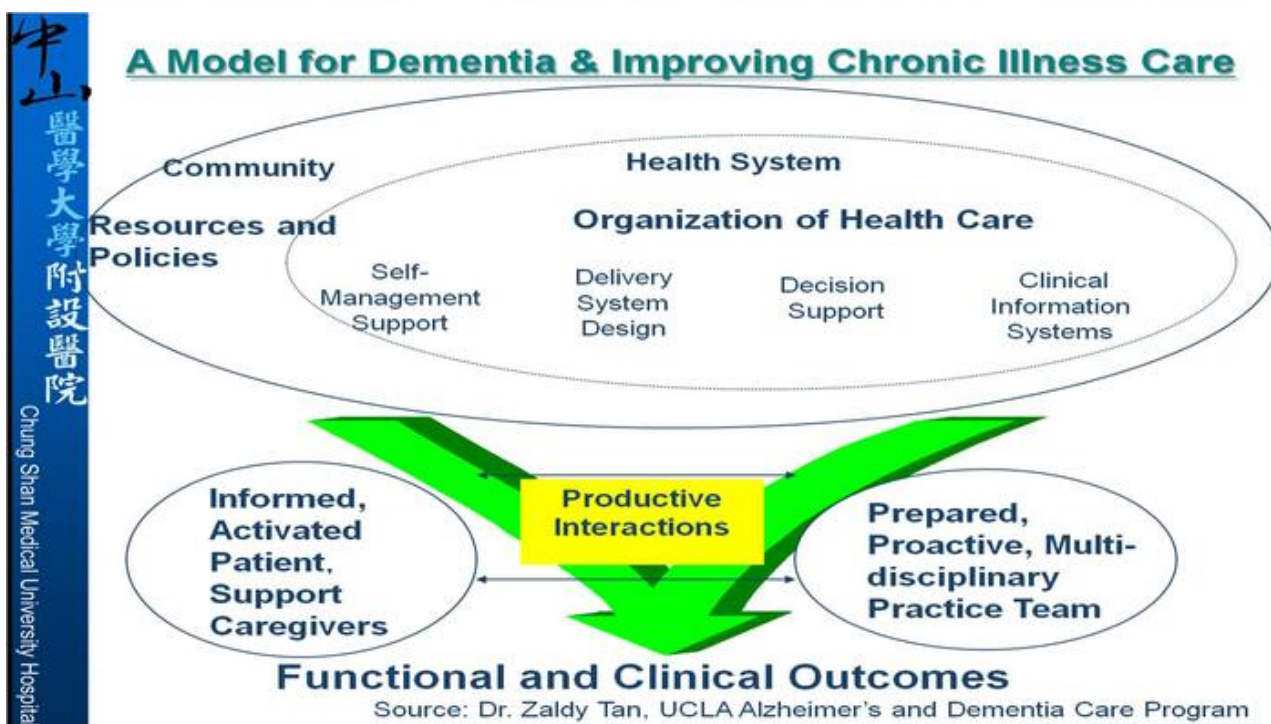 中山
醫學大學附設醫院
Chung Shan Medical University Hospita
A Model for Dementia & Improving Chronic Illness Care
Community
Resources and
Policies
Health System
Organization of Health Care
Self-
Management
Support
Delivery
System
Design
Decision
Support
Clinical
Information
Systems
Informed,
Activated
Patient,
Support
Caregivers
Productive
Interactions
Prepared,
Proactive, Multi-
disciplinary
Practice Team
Functional and Clinical Outcomes
Source: Dr. Zaldy Tan, UCLA Alzheimer's and Dementia Care Program